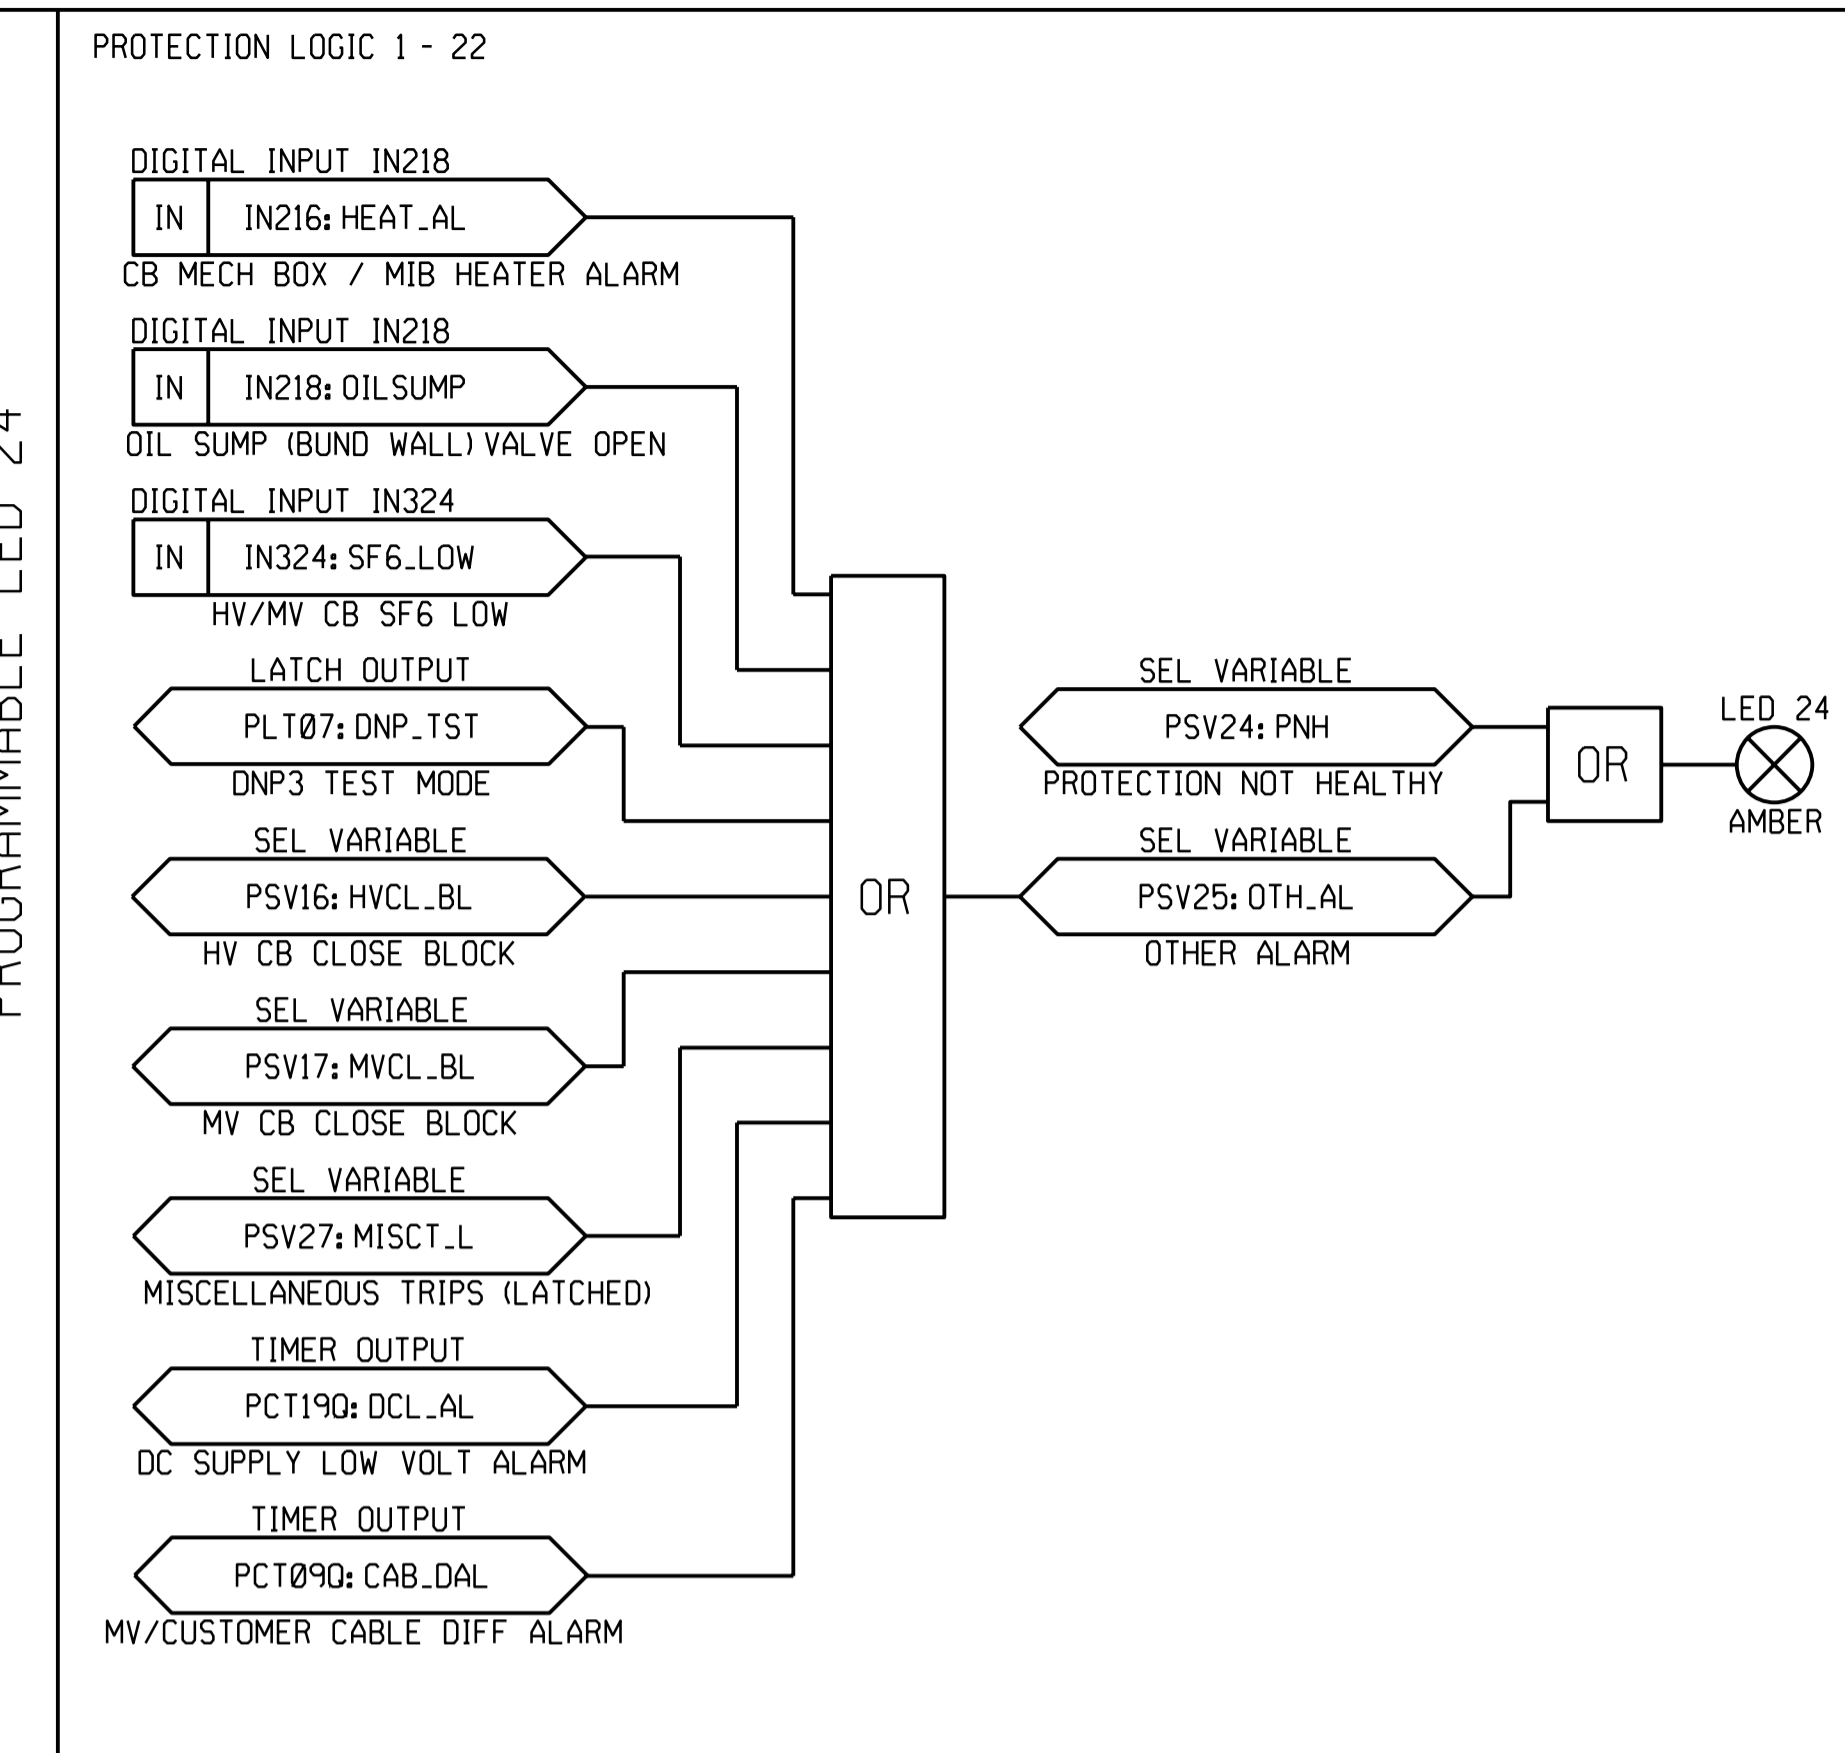 PROGRAMMABLE LED 24
PROTECTION LOGIC 1 - 22
DIGITAL INPUT IN218
IN IN216: HEAT_AL
CB MECH BOX / MIB HEATER ALARM
DIGITAL INPUT IN218
IN IN218: OILSUMP
OIL SUMP (BUND WALL) VALVE OPEN
DIGITAL INPUT IN324
IN IN324: SF6_LOW
HV/MV CB SF6 LOW
LATCH OUTPUT
PLT07: DNP_TST
DNP3 TEST MODE
SEL VARIABLE
PSV16: HVCL_BL
HV CB CLOSE BLOCK
SEL VARIABLE
PSV17: MVCL_BL
MV CB CLOSE BLOCK
SEL VARIABLE
PSV27: MISCT_L
MISCELLANEOUS TRIPS (LATCHED)
TIMER OUTPUT
PCT19Q: DCL_AL
DC SUPPLY LOW VOLT ALARM
TIMER OUTPUT
PCT09Q: CAB_DAL
MV/CUSTOMER CABLE DIFF ALARM
OR
SEL VARIABLE
PSV24: PNH
PROTECTION NOT HEALTHY
SEL VARIABLE
PSV25: OTH_AL
OTHER ALARM
OR
LED 24
AMBER